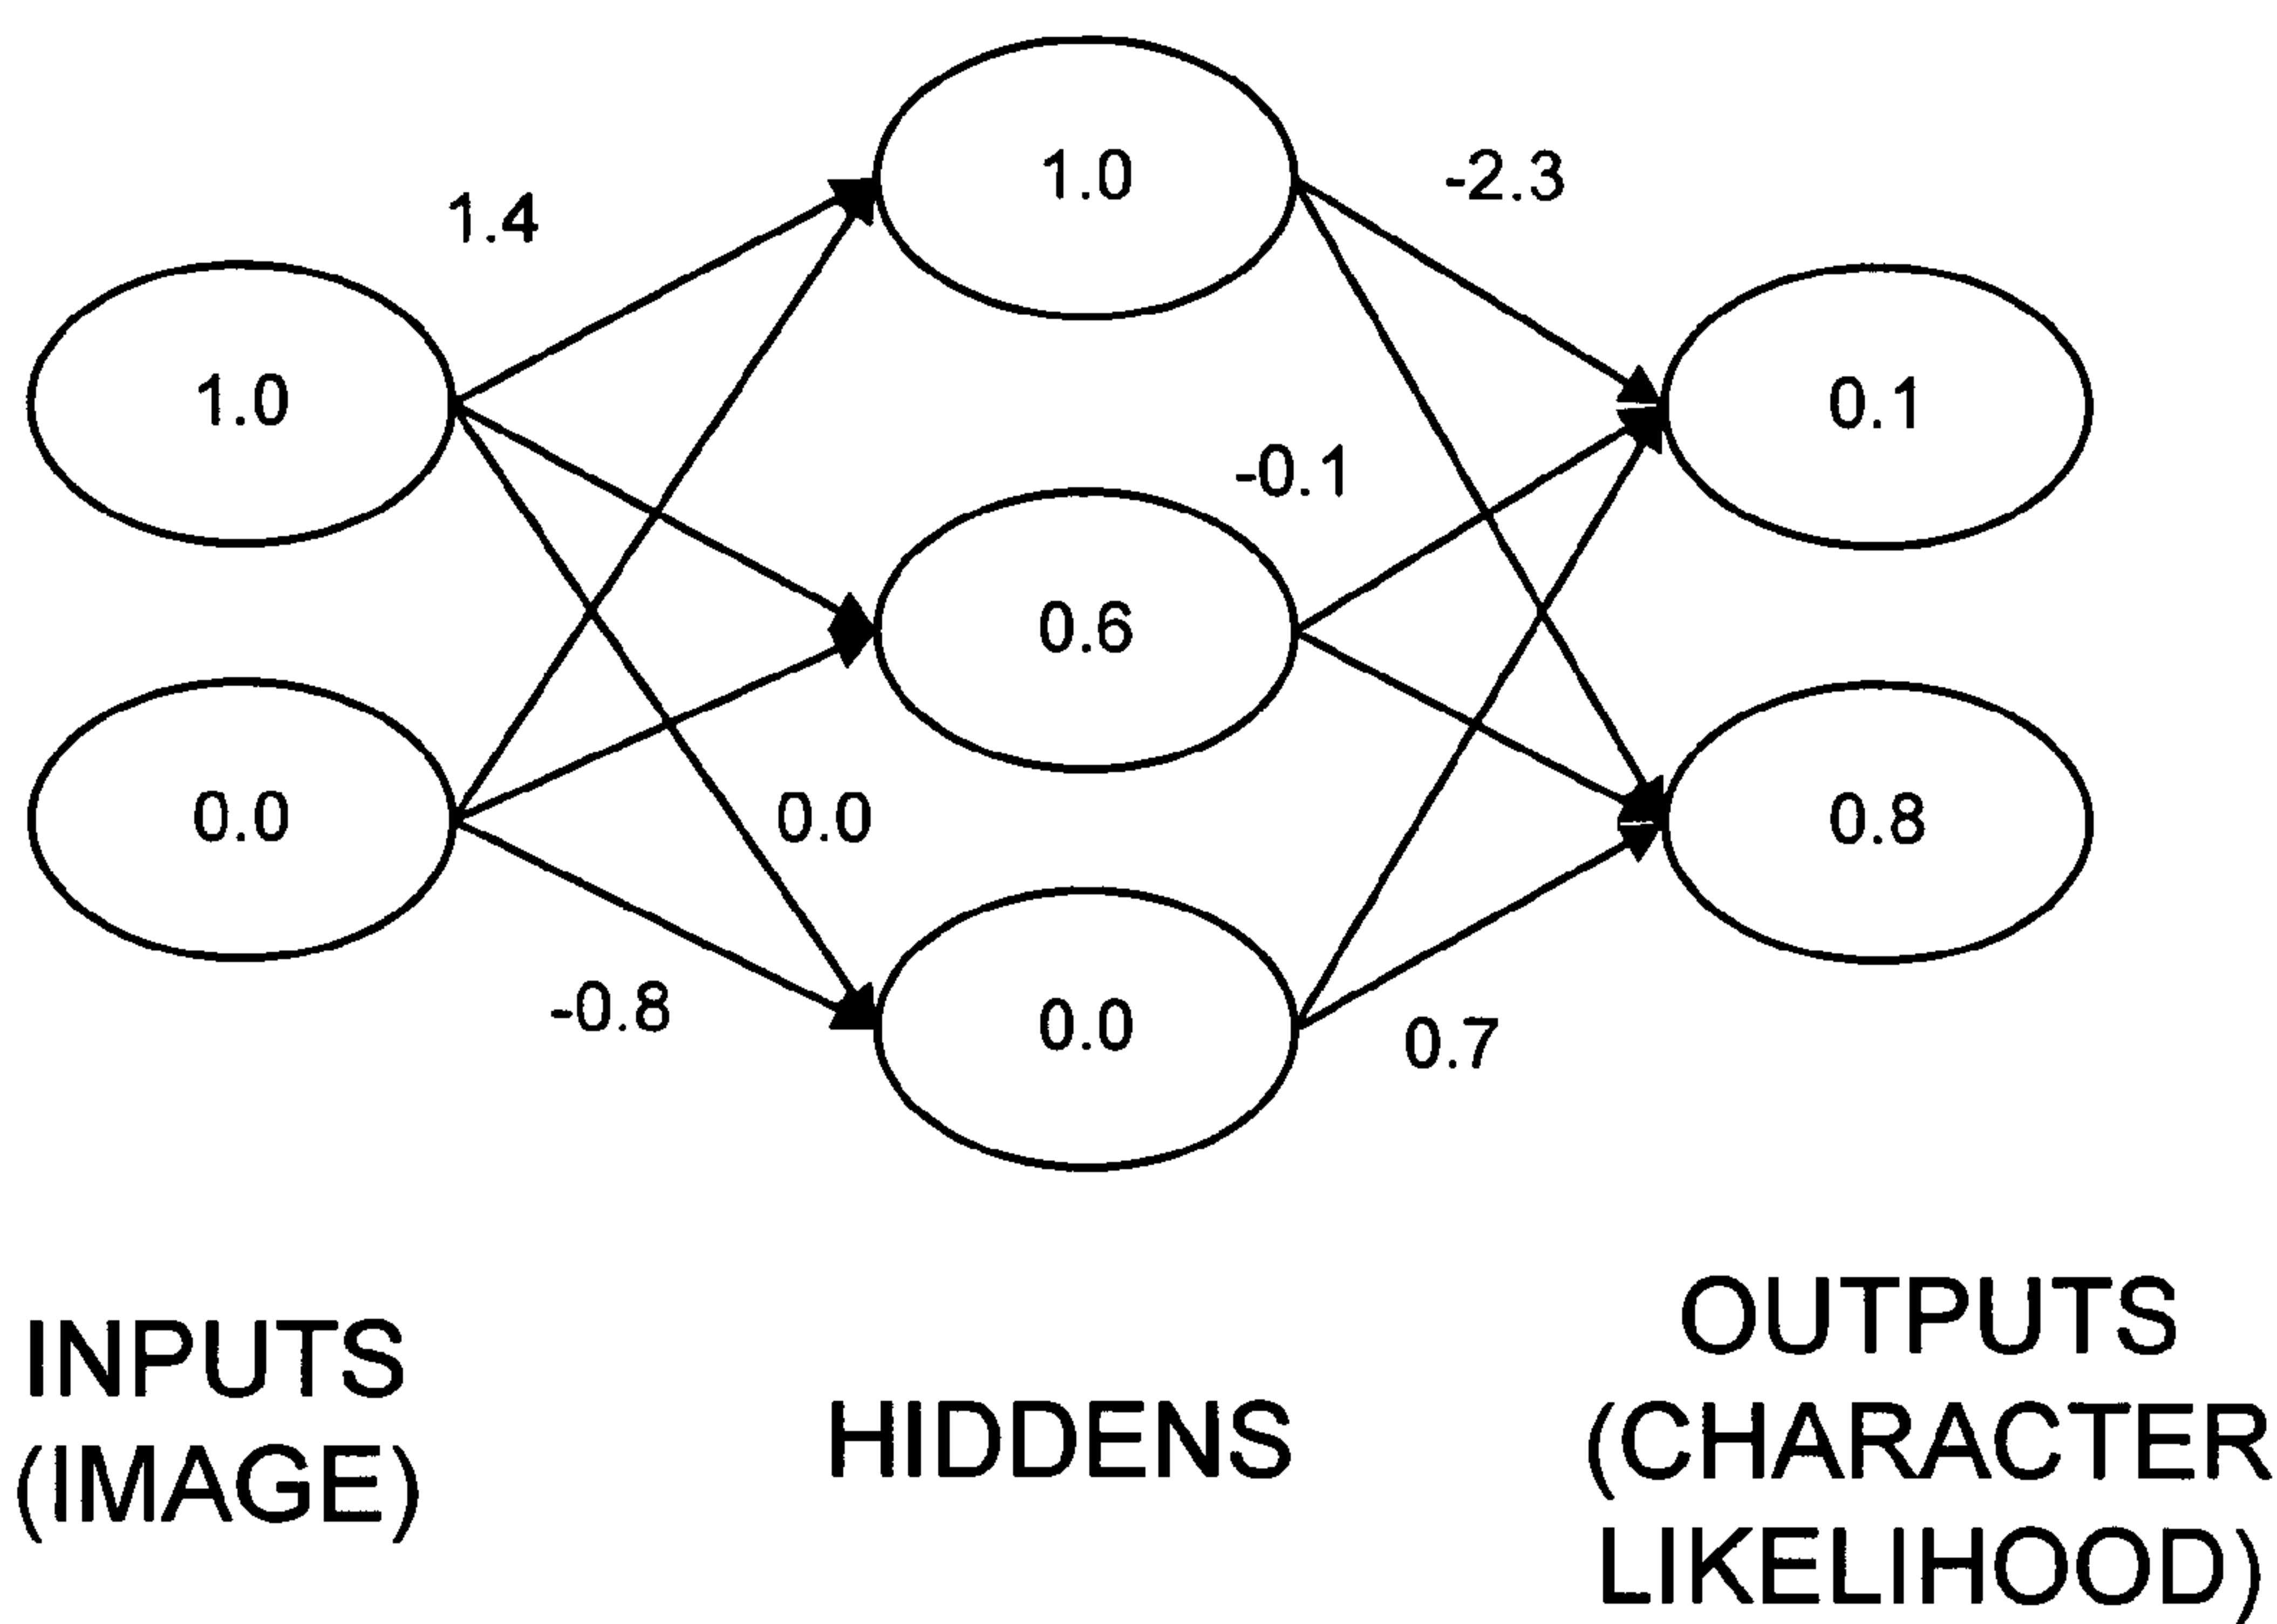 1.4
1.0
-2.3
1.0
0.1
-0.1
0.6
0.0
0.0
0.8
-0.8
0.0
0.7
INPUTS
(IMAGE)
HIDDENS
OUTPUTS
(CHARACTER
LIKELIHOOD)